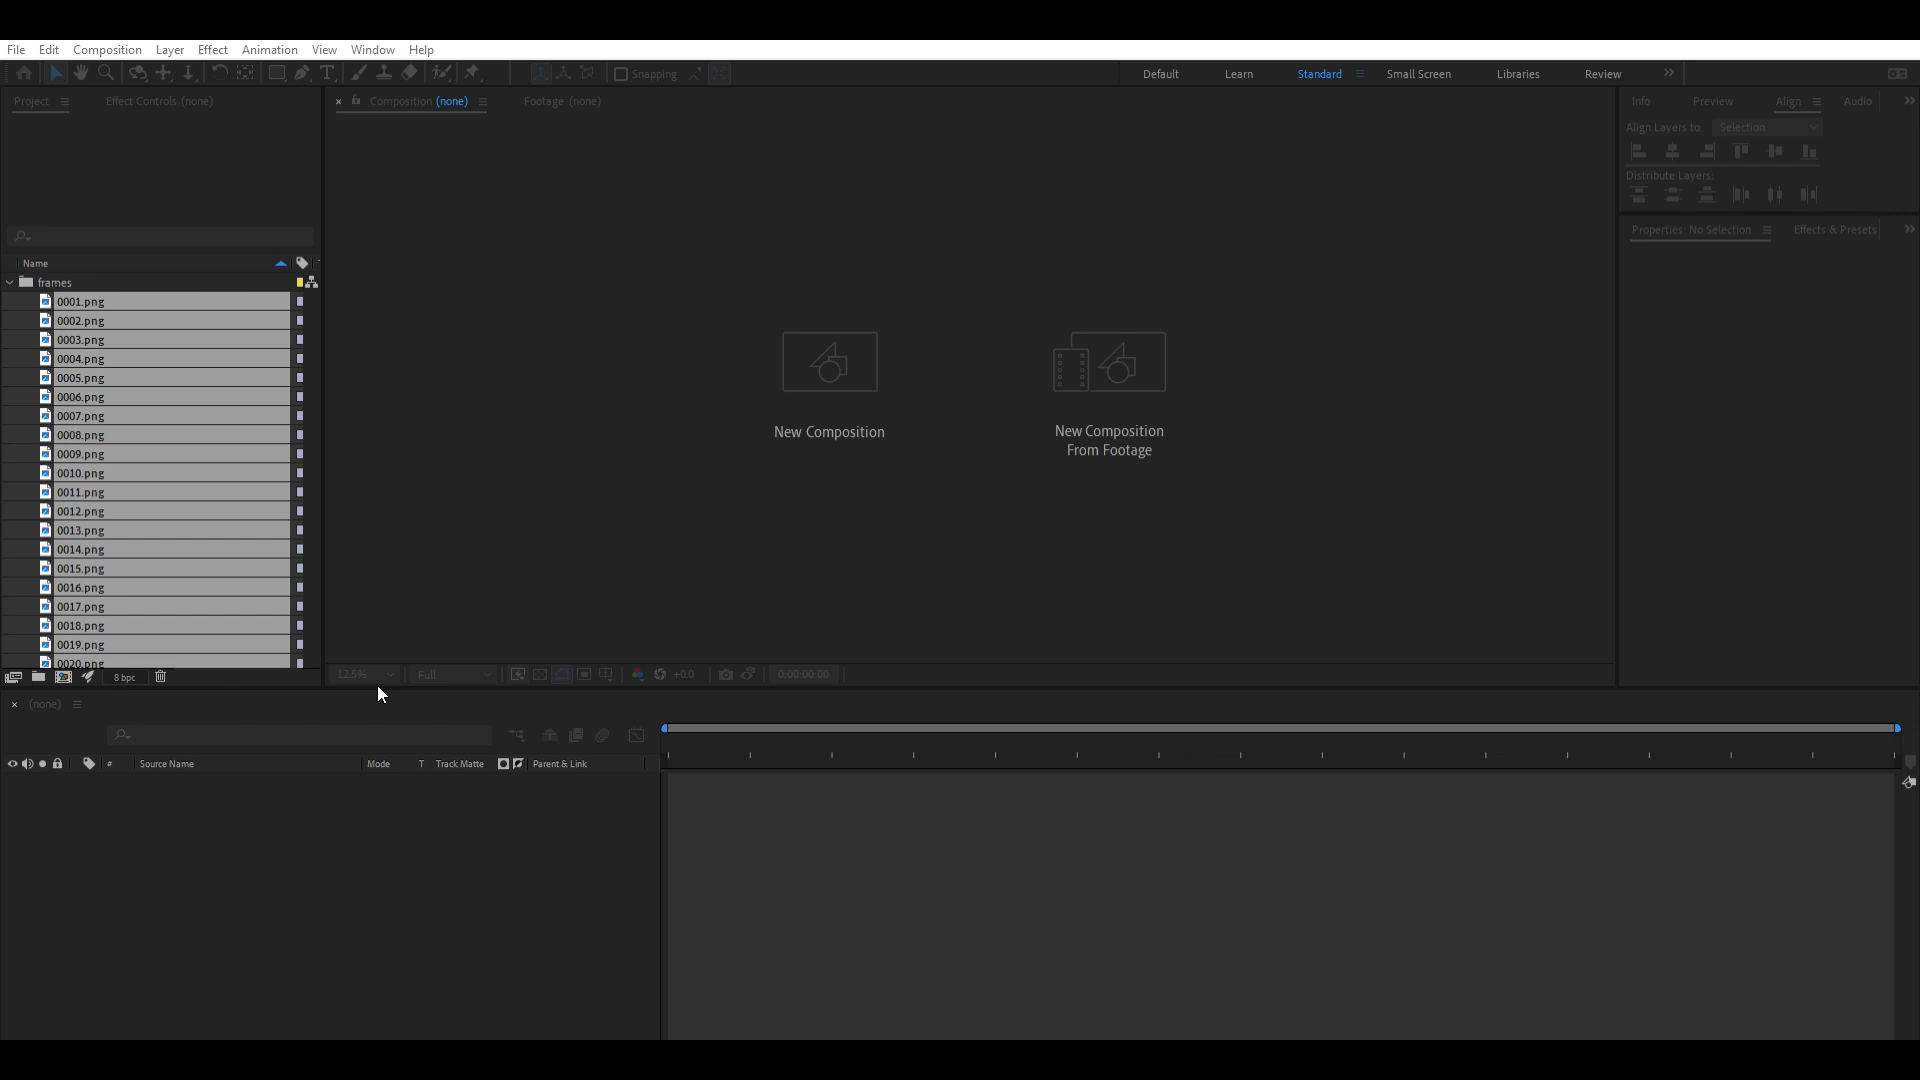 File Edit Composition Layer Effect Animation View Window Help
Snapping Default Learn Standard Small Screen Libraries Review
Project Effect Controls (none) Composition (none) Footage (none) Info Preview Align Audio
Align Layers to: Selection
Distribute Layers:
Properties: No Selection Effects & Presets
Name
frames
0001.png
0002.png
0003.png
0004.png
0005.png
0006.png
0007.png
0008.png
0009.png
0010.png
0011.png
0012.png
0013.png
0014.png
0015.png
0016.png
0017.png
0018.png
0019.png
0020.png
New Composition
New Composition
From Footage
8 bpc 12.5% Full +0.0 0:00:00:00
(none)
# Source Name Mode T Track Matte Parent & Link